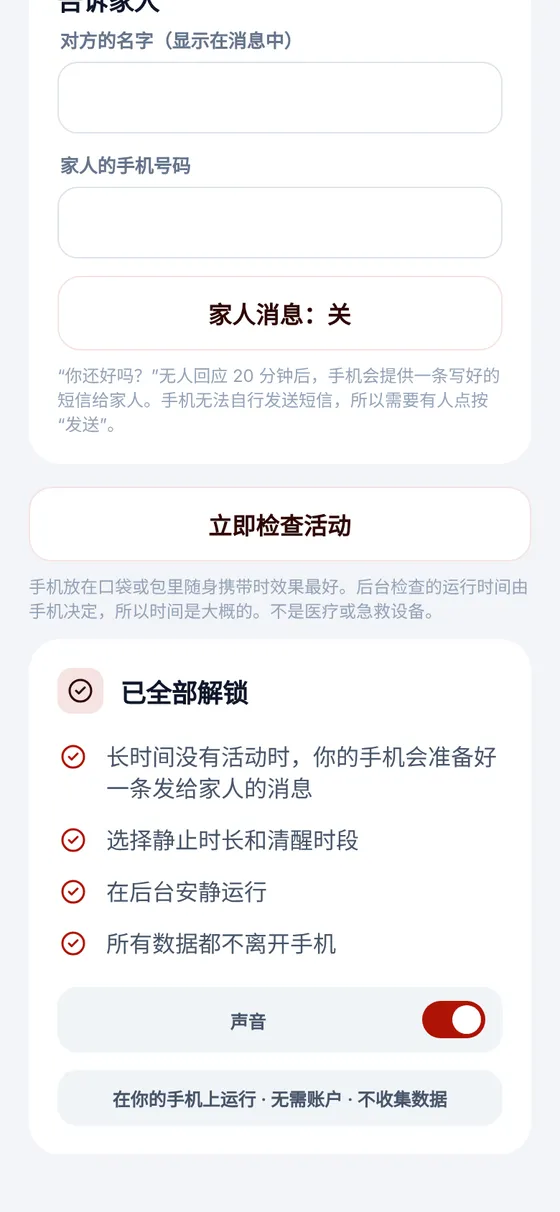 告诉家人
对方的名字（显示在消息中）
家人的手机号码
家人消息：关
“你还好吗？”无人回应 20 分钟后，手机会提供一条写好的
短信给家人。手机无法自行发送短信，所以需要有人点按
“发送”。
立即检查活动
手机放在口袋或包里随身携带时效果最好。后台检查的运行时间由
手机决定，所以时间是大概的。不是医疗或急救设备。
已全部解锁
长时间没有活动时，你的手机会准备好
一条发给家人的消息
选择静止时长和清醒时段
在后台安静运行
所有数据都不离开手机
声音
在你的手机上运行 · 无需账户 · 不收集数据